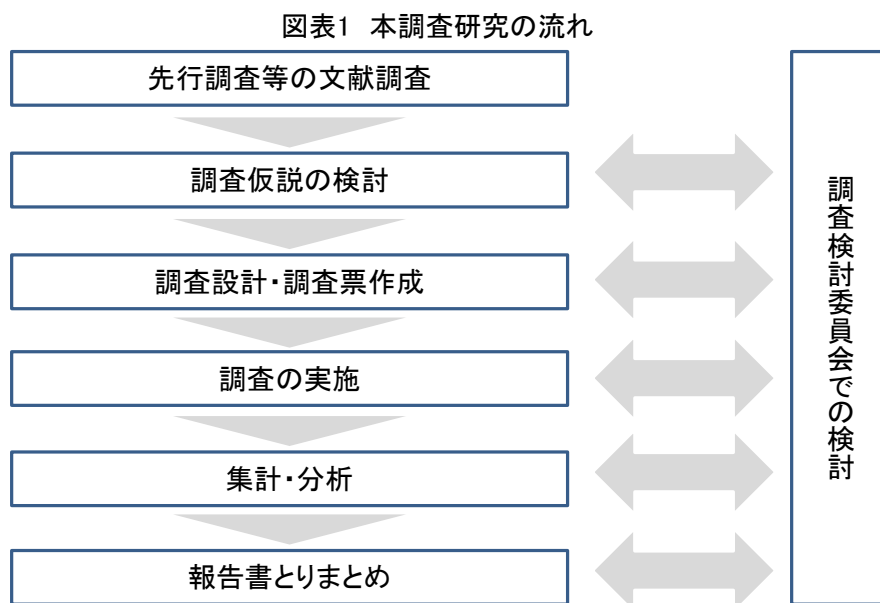 図表1 本調査研究の流れ
先行調査等の文献調査
調査仮説の検討
調査設計・調査票作成
調査の実施
集計・分析
報告書とりまとめ
調査検討委員会での検討